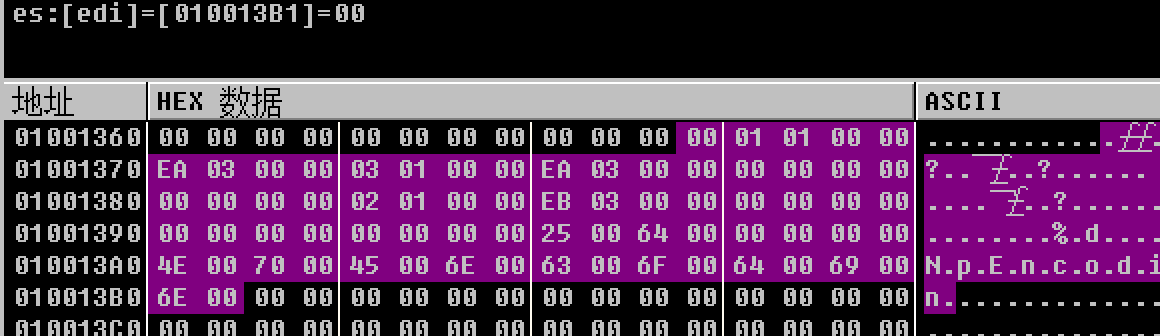 es:[edi]=[010013B1]=00
地址 HEX 数据 ASCII
01001360 00 00 00 00 00 00 00 00 00 00 00 00 01 01 00 00 ............
01001370 EA 03 00 00 03 01 00 00 EA 03 00 00 00 00 00 00 ?.. ..?......
01001380 00 00 00 00 02 01 00 00 EB 03 00 00 00 00 00 00 .... ..?......
01001390 00 00 00 00 00 00 00 00 25 00 64 00 00 00 00 00 ........%.d....
010013A0 4E 00 70 00 45 00 6E 00 63 00 6F 00 64 00 69 00 N.p.E.n.c.o.d.i
010013B0 6E 00 00 00 00 00 00 00 00 00 00 00 00 00 00 00 n..............
010013C0 00 00 00 00 00 00 00 00 00 00 00 00 00 00 00 00